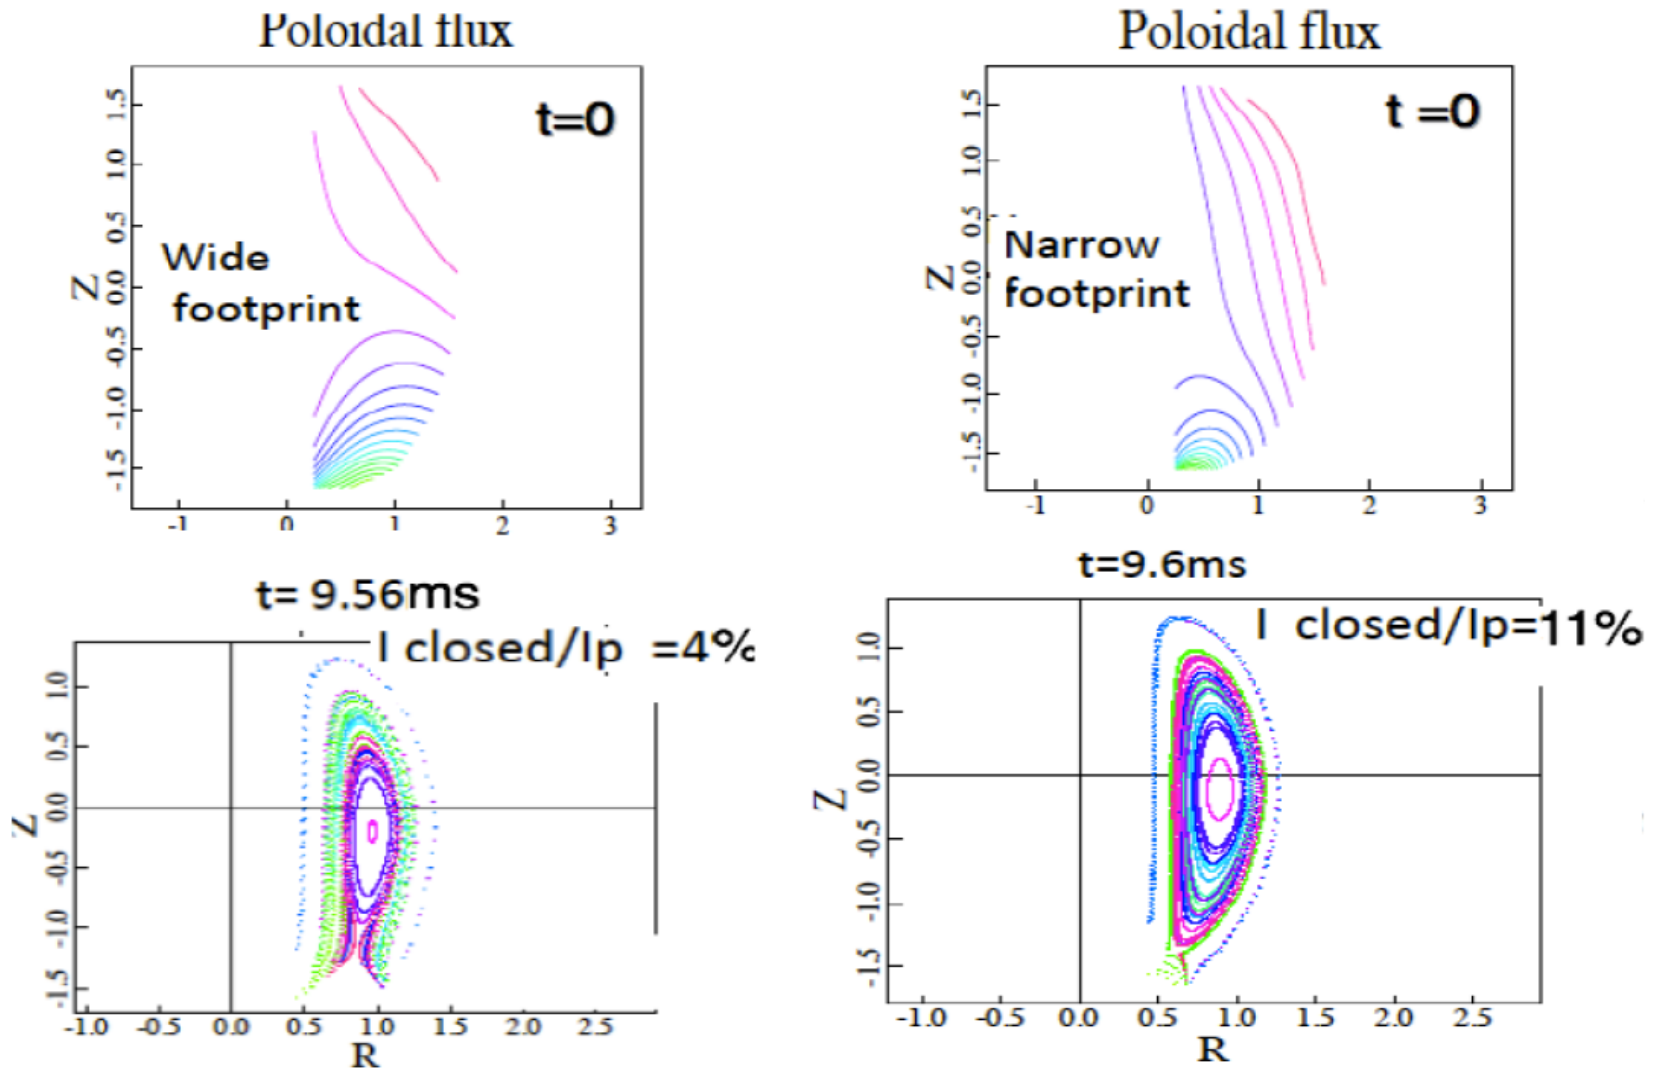 Poloidal flux
t=0
1.5
1.0
0.5
0.0
-0.5
-1.0
-1.5
Z
Wide
footprint
-1 0 1 2 3
Poloidal flux
t =0
1.5
1.0
0.5
0.0
-0.5
-1.0
-1.5
Z
Narrow
footprint
-1 0 1 2 3
t= 9.56ms
I closed/Ip =4%
1.0
0.5
0.0
-0.5
-1.0
-1.5
Z
-1.0 -0.5 0.0 0.5 1.0 1.5 2.0 2.5
R
t=9.6ms
I closed/Ip=11%
1.0
0.5
0.0
-0.5
-1.0
-1.5
Z
-1.0 -0.5 0.0 0.5 1.0 1.5 2.0 2.5
R